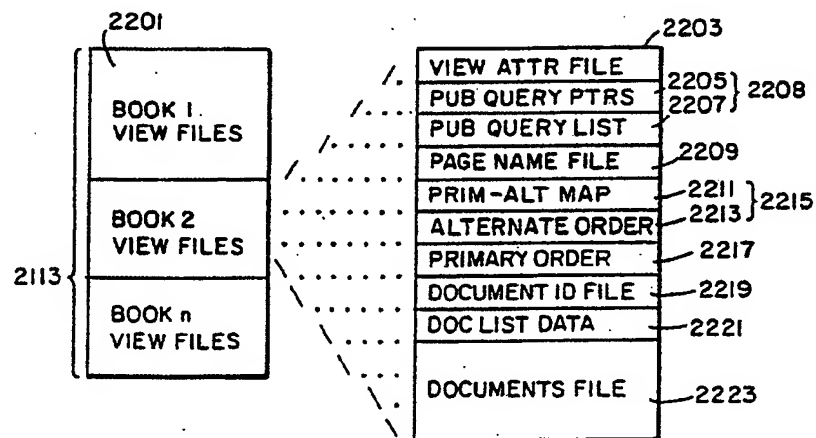 2201
BOOK 1
VIEW FILES
BOOK 2
VIEW FILES
BOOK n
VIEW FILES
2113
2203
VIEW ATTR FILE
PUB QUERY PTRS 2205
PUB QUERY LIST 2207
2208
PAGE NAME FILE 2209
PRIM-ALT MAP 2211
ALTERNATE ORDER 2213
2215
PRIMARY ORDER 2217
DOCUMENT ID FILE 2219
DOC LIST DATA 2221
DOCUMENTS FILE 2223